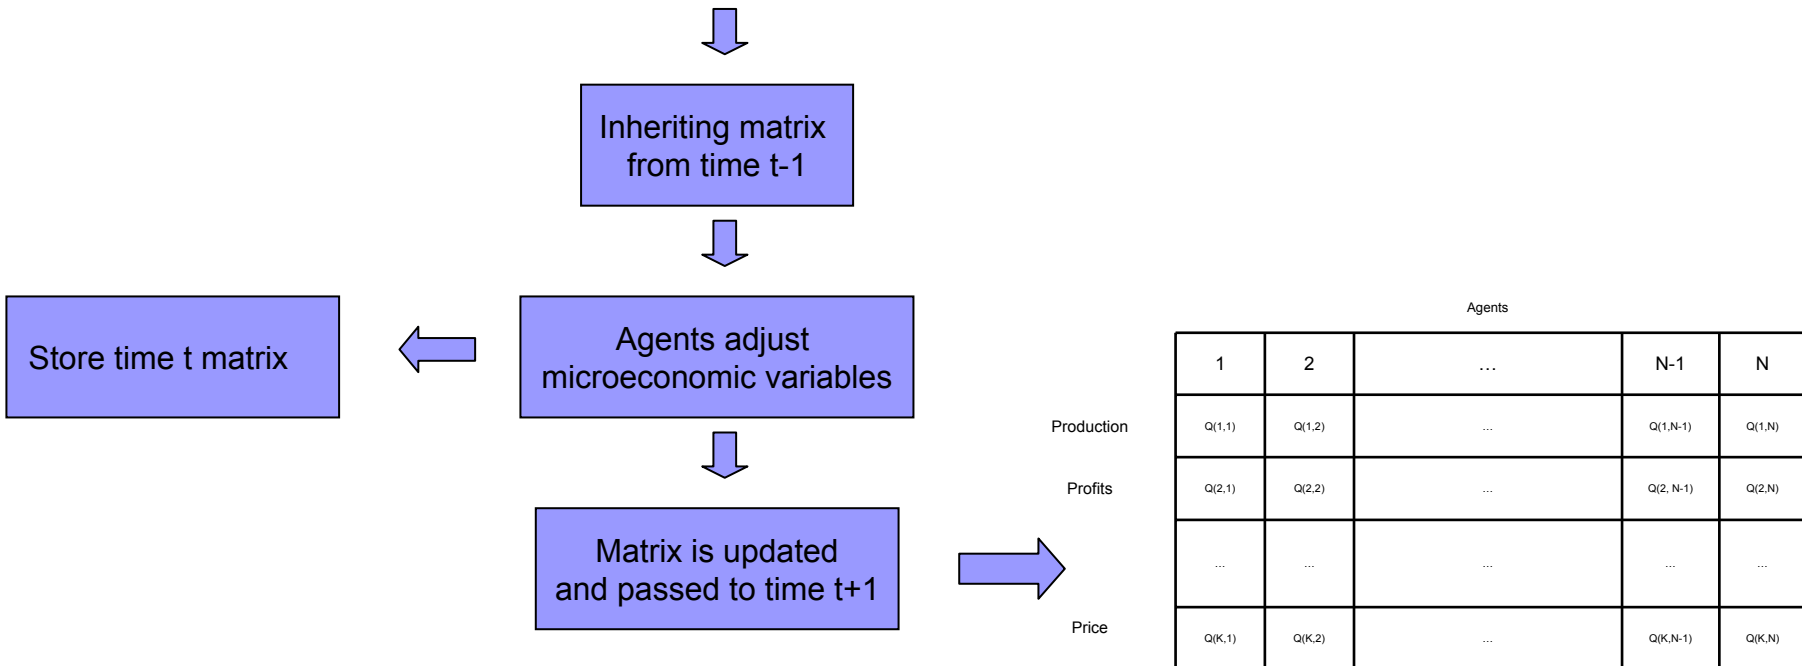 Inheriting matrix
from time t-1
Store time t matrix
Agents adjust
microeconomic variables
Matrix is updated
and passed to time t+1
Agents
1 2 ... N-1 N
Production Q(1,1) Q(1,2) ... Q(1,N-1) Q(1,N)
Profits Q(2,1) Q(2,2) ... Q(2, N-1) Q(2,N)
... ... ... ... ...
Price Q(K,1) Q(K,2) ... Q(K,N-1) Q(K,N)